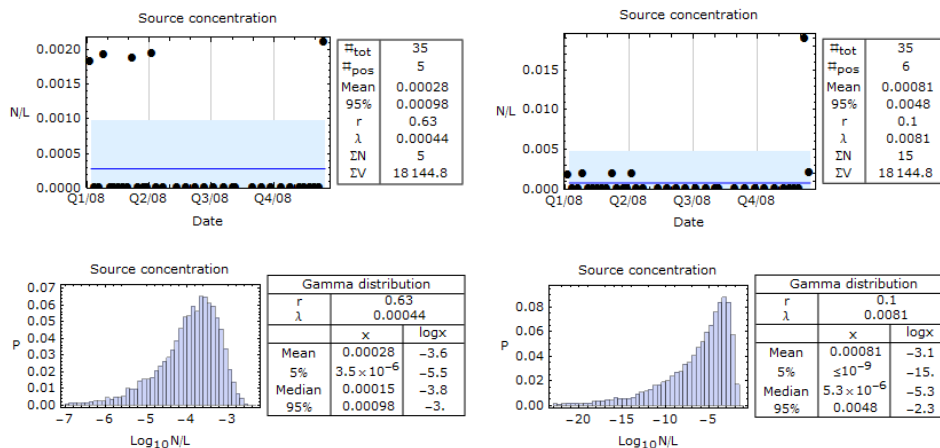 Source concentration
0.0020
0.0015
N/L
0.0010
0.0005
0.0000
Q1/08 Q2/08 Q3/08 Q4/08
Date
#tot 35
#pos 5
Mean 0.00028
95% 0.00098
r 0.63
λ 0.00044
ΣN 5
ΣV 18 144.8
Source concentration
0.015
N/L
0.010
0.005
0.000
Q1/08 Q2/08 Q3/08 Q4/08
Date
#tot 35
#pos 6
Mean 0.00081
95% 0.0048
r 0.1
λ 0.0081
ΣN 15
ΣV 18 144.8
Source concentration
0.07
0.06
0.05
0.04
P
0.03
0.02
0.01
0.00
-7 -6 -5 -4 -3
Log10N/L
Gamma distribution
r 0.63
λ 0.00044
x logx
Mean 0.00028 -3.6
5% 3.5×10-6 -5.5
Median 0.00015 -3.8
95% 0.00098 -3.
Source concentration
0.08
0.06
P
0.04
0.02
0.00
-20 -15 -10 -5
Log10N/L
Gamma distribution
r 0.1
λ 0.0081
x logx
Mean 0.00081 -3.1
5% ≤10-9 -15.
Median 5.3×10-6 -5.3
95% 0.0048 -2.3